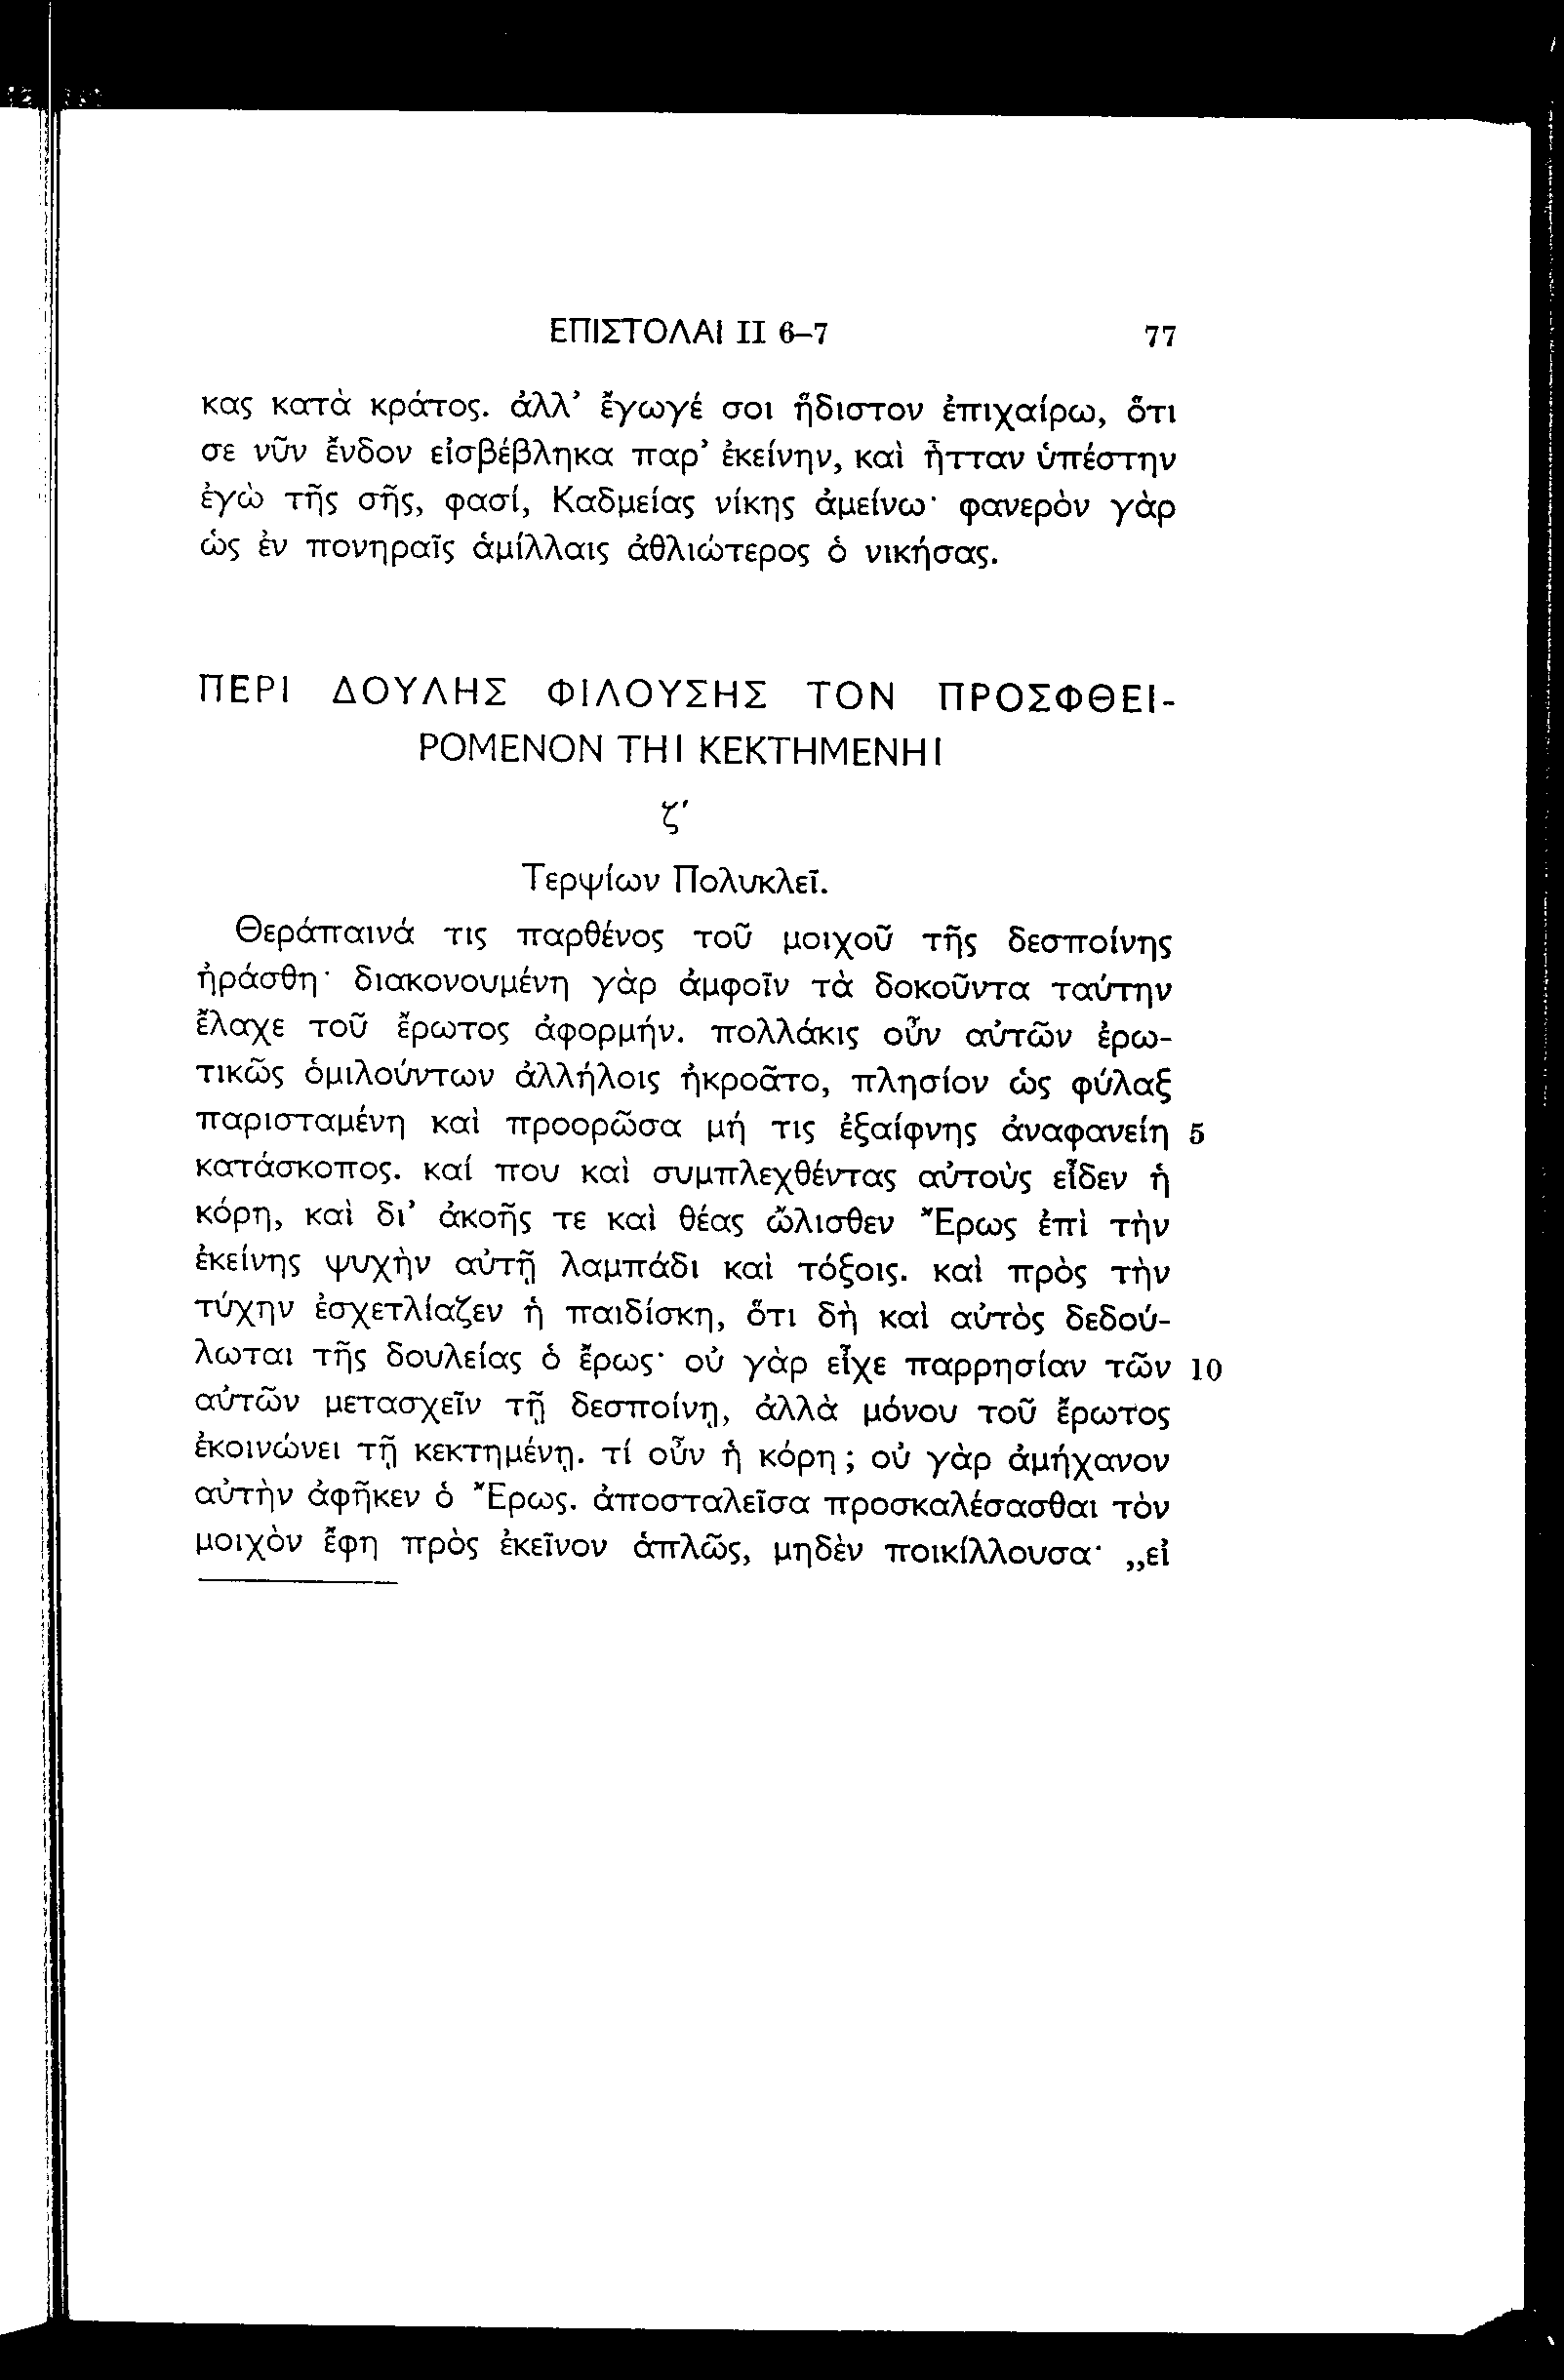 ΕΠΙΣΤΟΛΑΙ II 6–7 77
κας κατὰ κράτος. ἀλλ’ ἔγωγέ σοι ἥδιστον ἐπιχαίρω, ὅτι
σε νῦν ἔνδον εἰσβέβληκα παρ’ ἐκείνην, καὶ ἧτταν ὑπέστην
ἐγὼ τῆς σῆς, φασί, Καδμείας νίκης ἀμείνω· φανερὸν γὰρ
ὡς ἐν πονηραῖς ἁμίλλαις ἀθλιώτερος ὁ νικήσας.
ΠΕΡΙ ΔΟΥΛΗΣ ΦΙΛΟΥΣΗΣ ΤΟΝ ΠΡΟΣΦΘΕΙ-
ΡΟΜΕΝΟΝ ΤΗΙ ΚΕΚΤΗΜΕΝΗΙ
ζ′
Τερψίων Πολυκλεῖ.
Θεράπαινά τις παρθένος τοῦ μοιχοῦ τῆς δεσποίνης
ἠράσθη· διακονουμένη γὰρ ἀμφοῖν τὰ δοκοῦντα ταύτην
ἔλαχε τοῦ ἔρωτος ἀφορμήν. πολλάκις οὖν αὐτῶν ἐρω-
τικῶς ὁμιλούντων ἀλλήλοις ἠκροᾶτο, πλησίον ὡς φύλαξ
παρισταμένη καὶ προορῶσα μή τις ἐξαίφνης ἀναφανείη 5
κατάσκοπος. καί που καὶ συμπλεχθέντας αὐτοὺς εἶδεν ἡ
κόρη, καὶ δι’ ἀκοῆς τε καὶ θέας ὤλισθεν Ἔρως ἐπὶ τὴν
ἐκείνης ψυχὴν αὐτῇ λαμπάδι καὶ τόξοις. καὶ πρὸς τὴν
τύχην ἐσχετλίαζεν ἡ παιδίσκη, ὅτι δὴ καὶ αὐτὸς δεδού-
λωται τῆς δουλείας ὁ ἔρως· οὐ γὰρ εἶχε παρρησίαν τῶν 10
αὐτῶν μετασχεῖν τῇ δεσποίνῃ, ἀλλὰ μόνου τοῦ ἔρωτος
ἐκοινώνει τῇ κεκτημένῃ. τί οὖν ἡ κόρη; οὐ γὰρ ἀμήχανον
αὐτὴν ἀφῆκεν ὁ Ἔρως. ἀποσταλεῖσα προσκαλέσασθαι τὸν
μοιχὸν ἔφη πρὸς ἐκεῖνον ἁπλῶς, μηδὲν ποικίλλουσα· „εἰ